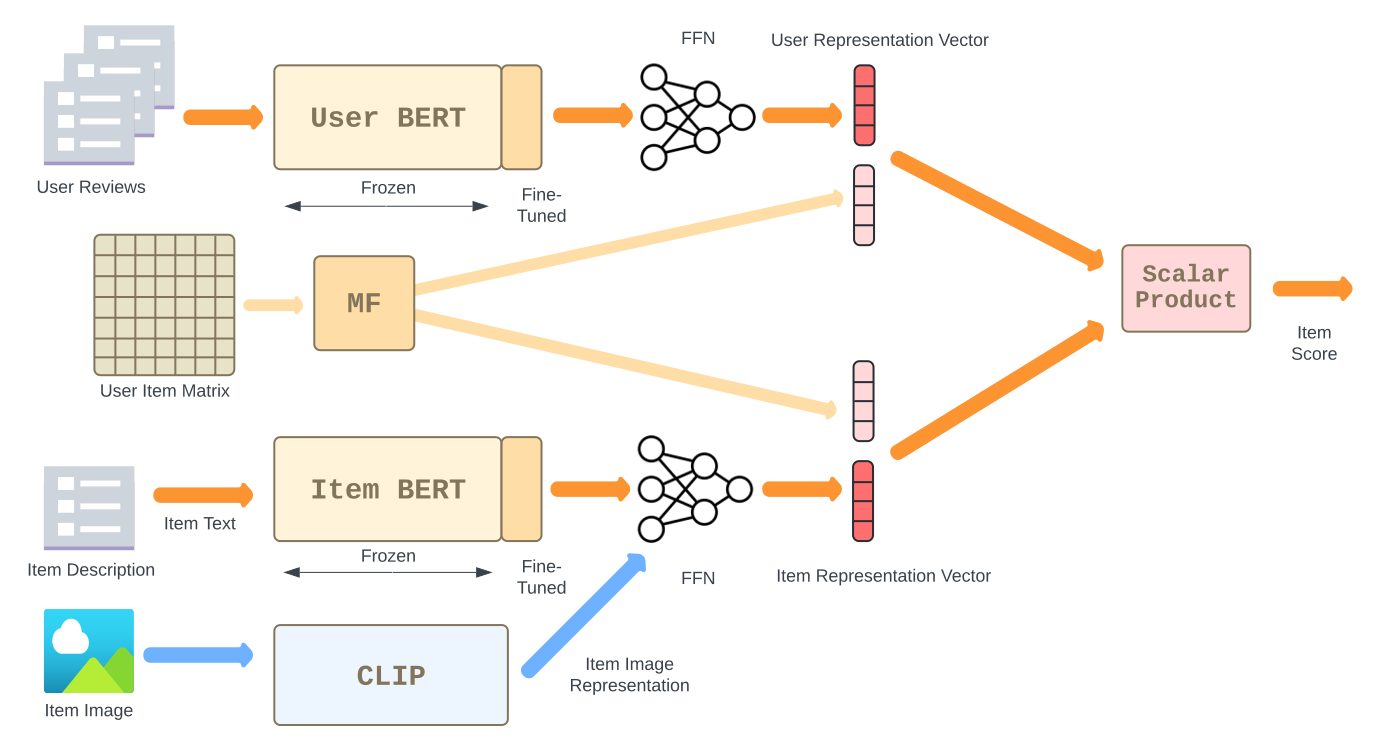 FFN
User Representation Vector
User BERT
User Reviews
Frozen
Fine-
Tuned
MF
User Item Matrix
Scalar
Product
Item
Score
Item BERT
Item Text
Item Description
Frozen
Fine-
Tuned
FFN
Item Representation Vector
CLIP
Item Image
Representation
Item Image